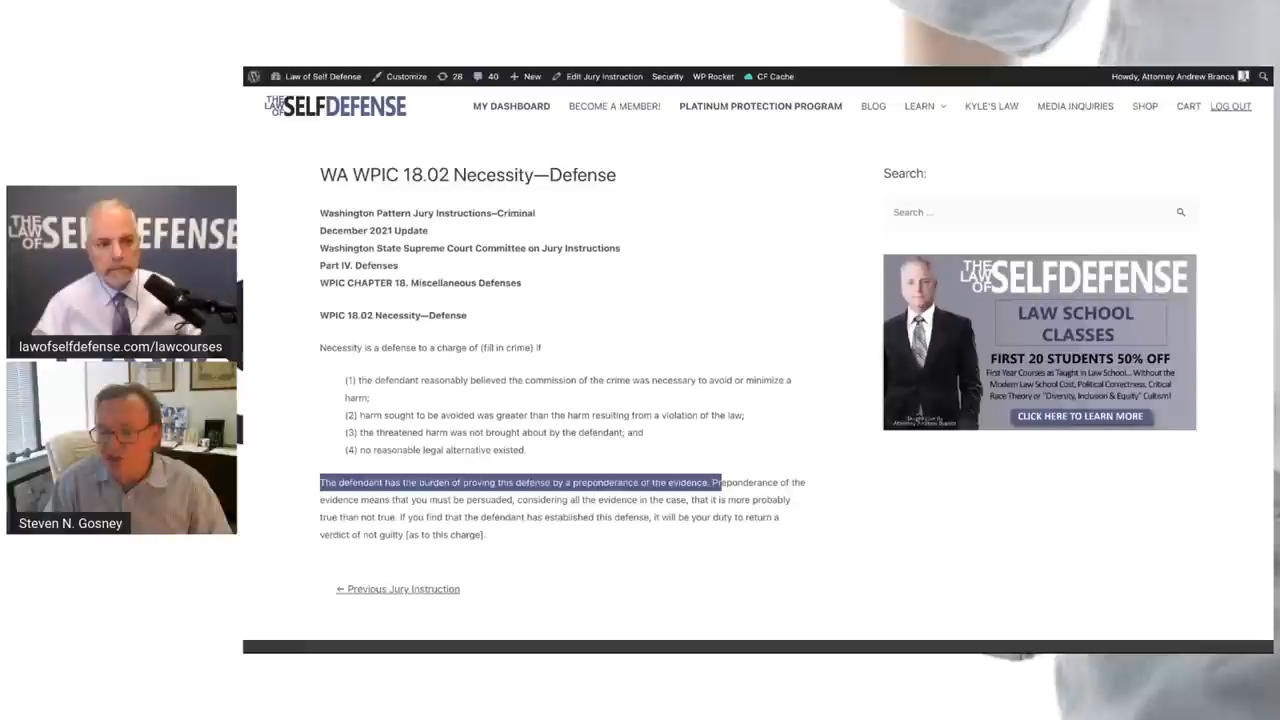 Law of Self Defense Customize 28 40 New Edit Jury Instruction Security WP Rocket CF Cache Howdy, Attorney Andrew Branca
THE LAW OF SELFDEFENSE MY DASHBOARD BECOME A MEMBER! PLATINUM PROTECTION PROGRAM BLOG LEARN KYLE'S LAW MEDIA INQUIRIES SHOP CART LOG OUT
WA WPIC 18.02 Necessity—Defense
Washington Pattern Jury Instructions–Criminal
December 2021 Update
Washington State Supreme Court Committee on Jury Instructions
Part IV. Defenses
WPIC CHAPTER 18. Miscellaneous Defenses
WPIC 18.02 Necessity—Defense
Necessity is a defense to a charge of (fill in crime) if
(1) the defendant reasonably believed the commission of the crime was necessary to avoid or minimize a
harm;
(2) harm sought to be avoided was greater than the harm resulting from a violation of the law;
(3) the threatened harm was not brought about by the defendant; and
(4) no reasonable legal alternative existed.
The defendant has the burden of proving this defense by a preponderance of the evidence. Preponderance of the
evidence means that you must be persuaded, considering all the evidence in the case, that it is more probably
true than not true. If you find that the defendant has established this defense, it will be your duty to return a
verdict of not guilty [as to this charge].
← Previous Jury Instruction
Search:
Search ...
THE LAW OF SELFDEFENSE
LAW SCHOOL
CLASSES
FIRST 20 STUDENTS 50% OFF
First Year Courses as Taught in Law School... Without the
Modern Law School Cost, Political Correctness, Critical
Race Theory or "Diversity, Inclusion & Equity" Cultism!
CLICK HERE TO LEARN MORE
Taught Live By
Attorney Andrew Branca
THE LAW OF SE EFENSE
lawofselfdefense.com/lawcourses
Steven N. Gosney